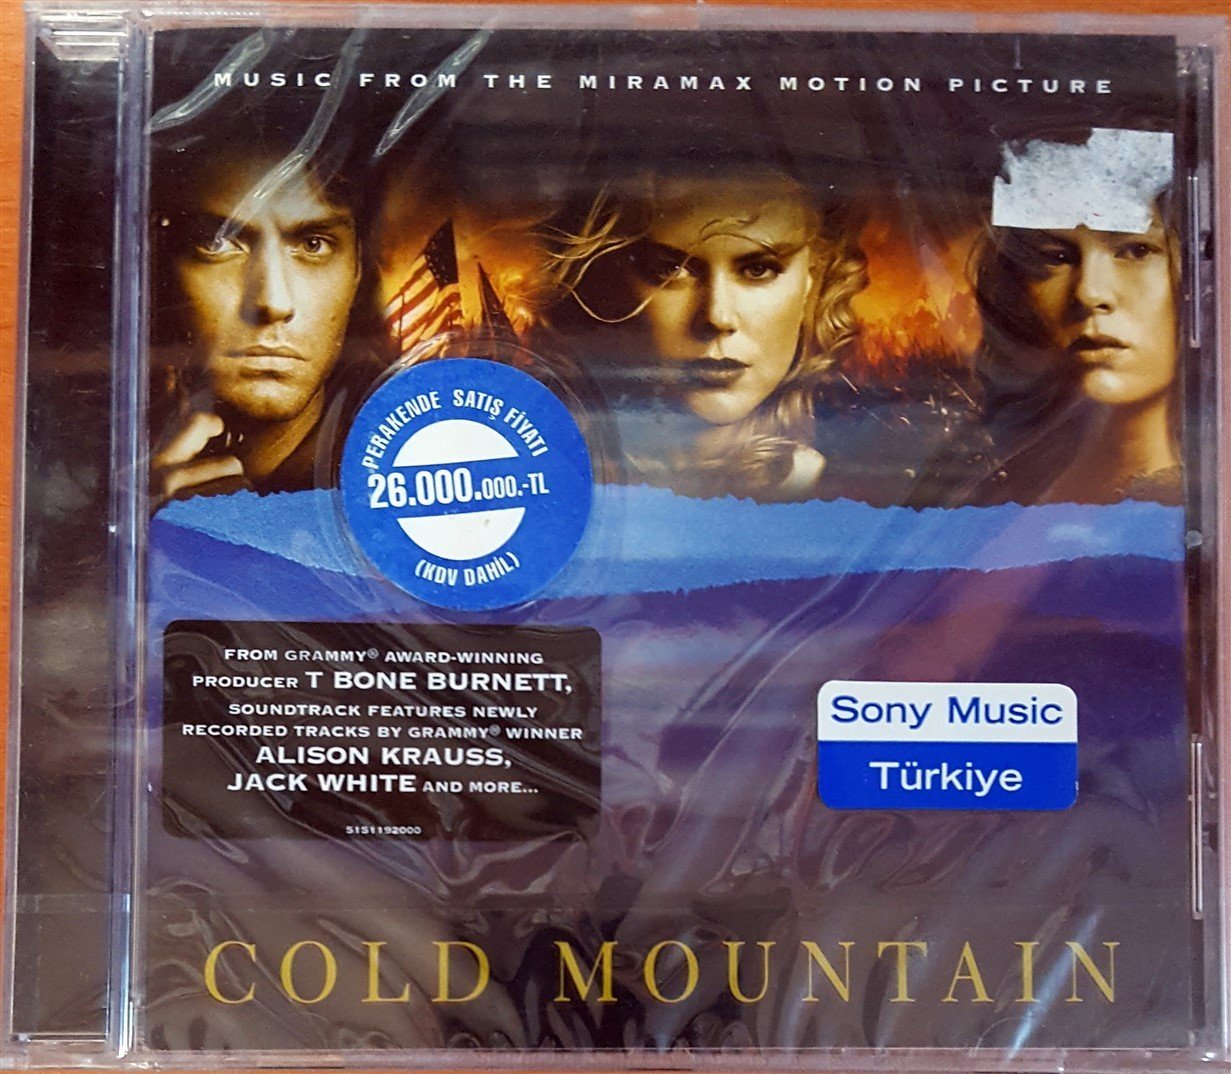 MUSIC FROM THE MIRAMAX MOTION PICTURE
PERAKENDE SATIŞ FİYATI
26.000.000.-TL
(KDV DAHİL)
FROM GRAMMY® AWARD-WINNING
PRODUCER T BONE BURNETT,
SOUNDTRACK FEATURES NEWLY
RECORDED TRACKS BY GRAMMY® WINNER
ALISON KRAUSS,
JACK WHITE AND MORE...
5151192000
Sony Music
Türkiye
COLD MOUNTAIN